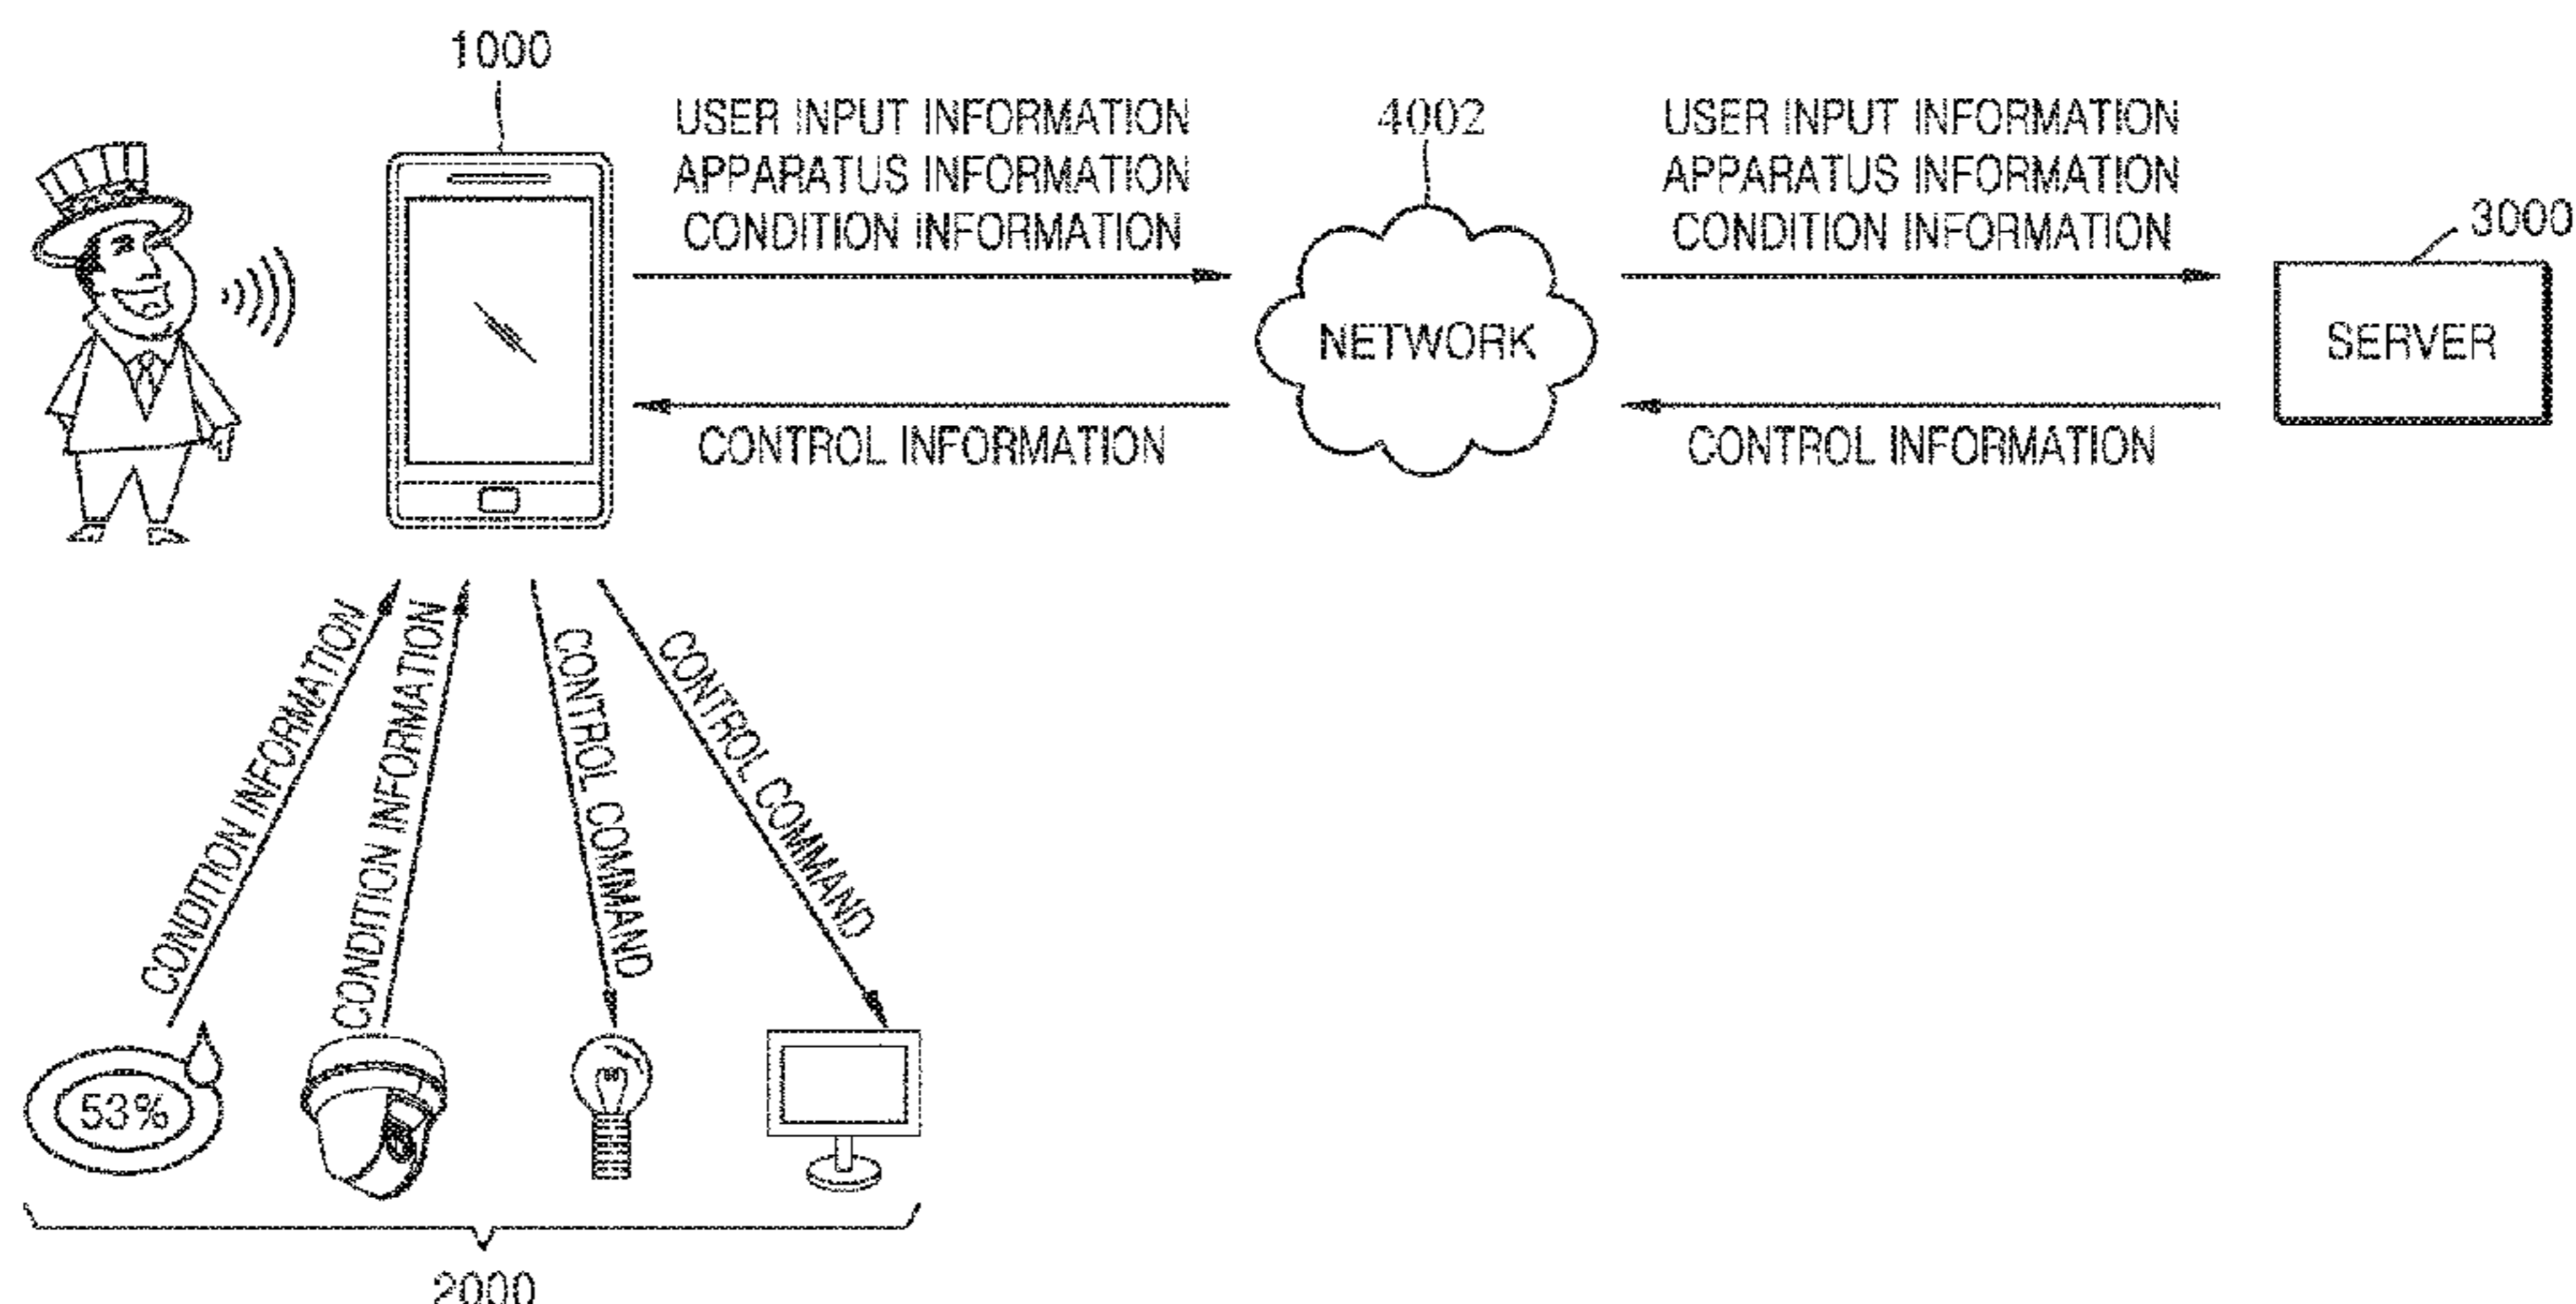 1000
USER INPUT INFORMATION
APPARATUS INFORMATION
CONDITION INFORMATION
4002
USER INPUT INFORMATION
APPARATUS INFORMATION
CONDITION INFORMATION
3000
NETWORK
SERVER
CONTROL INFORMATION
CONTROL INFORMATION
CONDITION INFORMATION
CONDITION INFORMATION
CONTROL COMMAND
CONTROL COMMAND
53%
2000